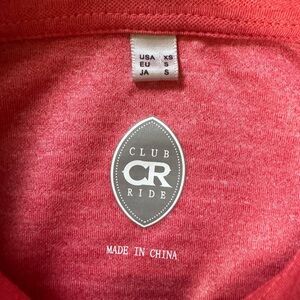 USA XS
EU S
JA S
CLUB
CR
RIDE
MADE IN CHINA